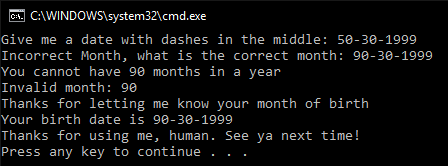 C:\WINDOWS\system32\cmd.exe
Give me a date with dashes in the middle: 50-30-1999
Incorrect Month, what is the correct month: 90-30-1999
You cannot have 90 months in a year
Invalid month: 90
Thanks for letting me know your month of birth
Your birth date is 90-30-1999
Thanks for using me, human. See ya next time!
Press any key to continue . . .